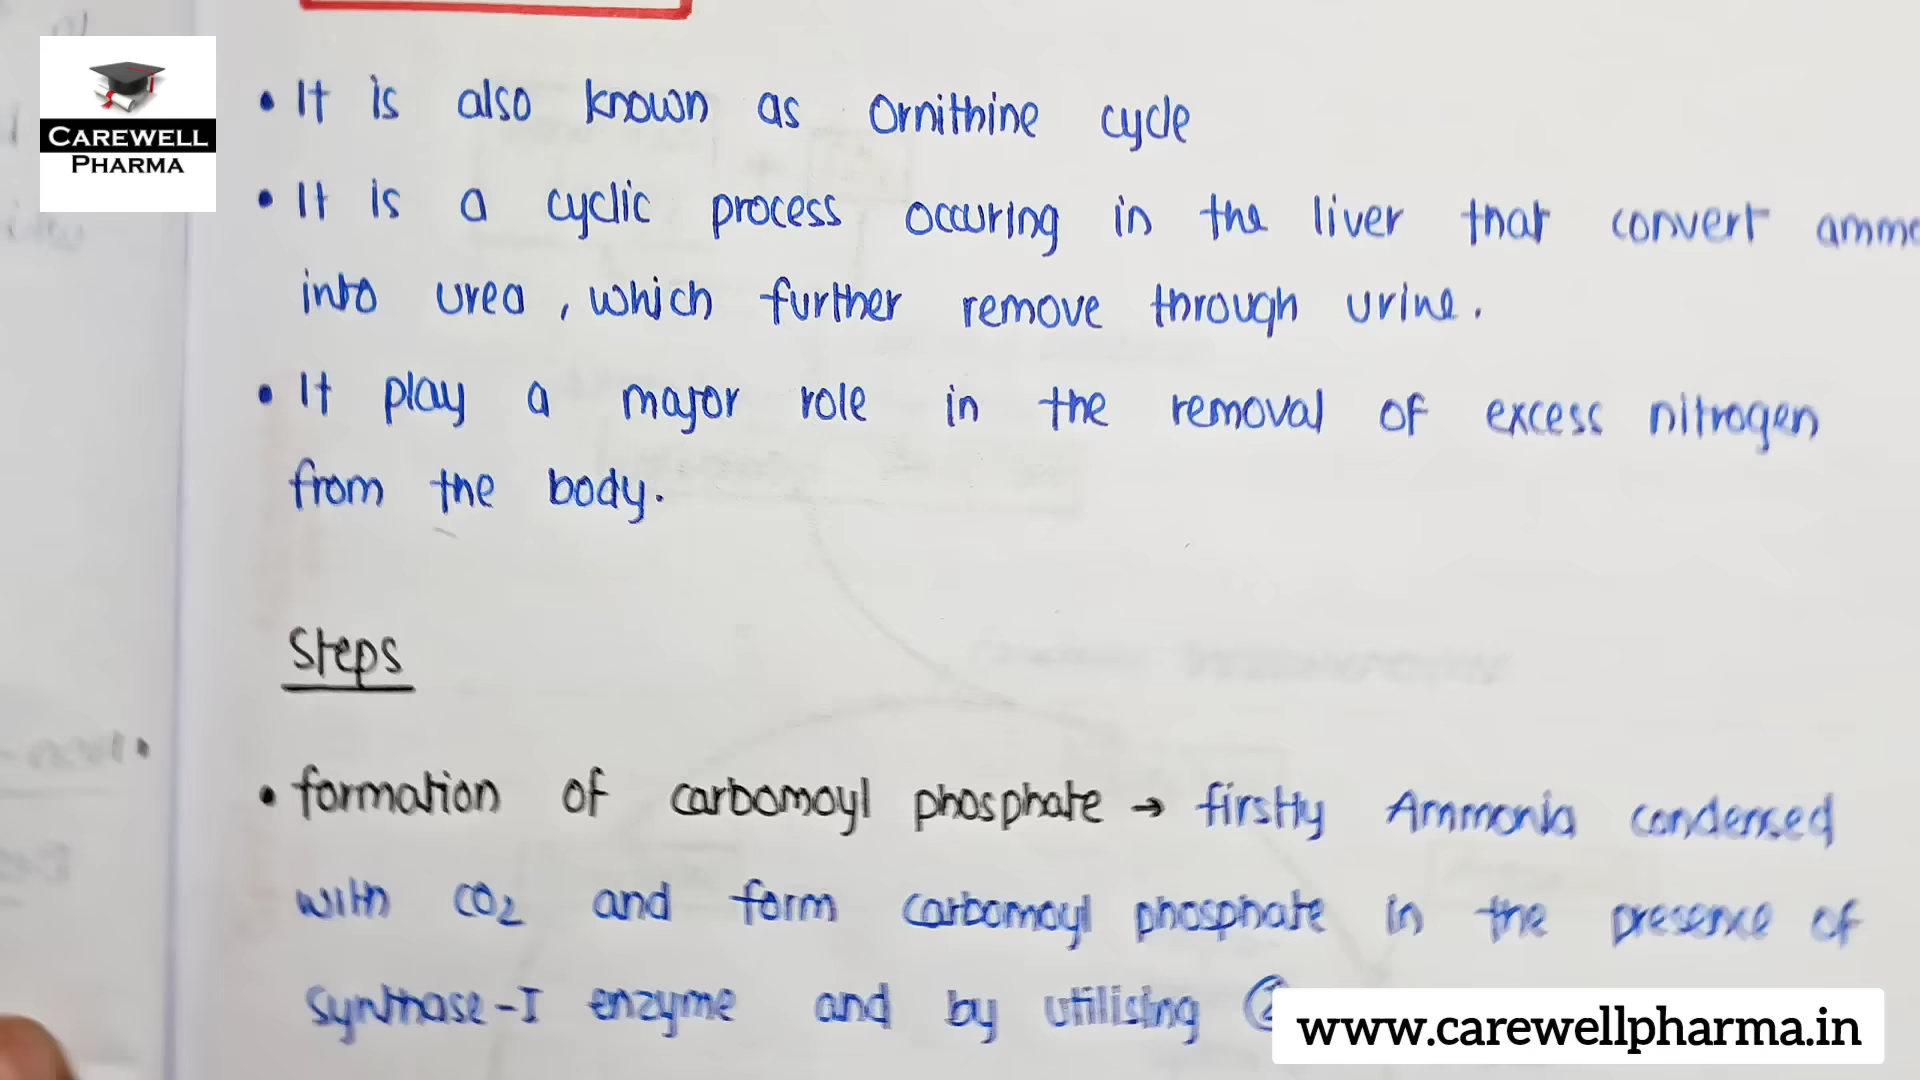 CAREWELL
PHARMA
• It is also known as Ornithine cycle
• It is a cyclic process occuring in the liver that convert ammo
into urea, which further remove through urine.
• It play a major role in the removal of excess nitrogen
from the body.
Steps
• formation of carbomoyl phosphate → firstly Ammonia condensed
with CO2 and form carbomoyl phosphate in the presence of
synthase-I enzyme and by utilising
www.carewellpharma.in